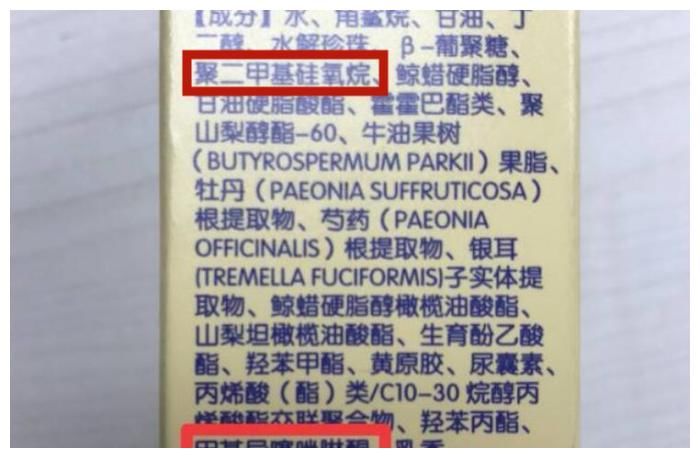 【成分】水、角鲨烷、甘油、丁
二醇、水解珍珠、β-葡聚糖、
聚二甲基硅氧烷、鲸蜡硬脂醇、
甘油硬脂酸酯、霍霍巴酯类、聚
山梨醇酯-60、牛油果树
（BUTYROSPERMUM PARKII）果脂、
牡丹（PAEONIA SUFFRUTICOSA）
根提取物、芍药（PAEONIA
OFFICINALIS）根提取物、银耳
(TREMELLA FUCIFORMIS)子实体提
取物、鲸蜡硬脂醇橄榄油酸酯、
山梨坦橄榄油酸酯、生育酚乙酸
酯、羟苯甲酯、黄原胶、尿囊素、
丙烯酸（酯）类/C10-30 烷醇丙
烯酸酯交联聚合物、羟苯丙酯、
甲基异噻唑啉酮、